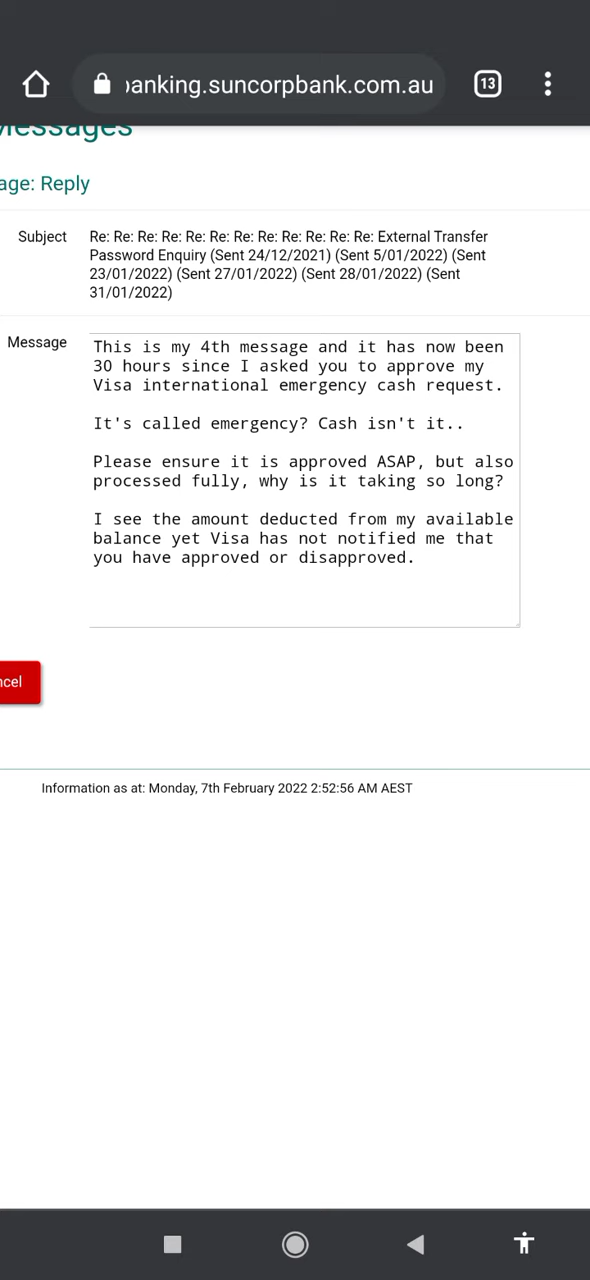 anking.suncorpbank.com.au
13
Messages
age: Reply
Subject
Re: Re: Re: Re: Re: Re: Re: Re: Re: Re: Re: Re: External Transfer
Password Enquiry (Sent 24/12/2021) (Sent 5/01/2022) (Sent
23/01/2022) (Sent 27/01/2022) (Sent 28/01/2022) (Sent
31/01/2022)
Message
This is my 4th message and it has now been
30 hours since I asked you to approve my
Visa international emergency cash request.
It's called emergency? Cash isn't it..
Please ensure it is approved ASAP, but also
processed fully, why is it taking so long?
I see the amount deducted from my available
balance yet Visa has not notified me that
you have approved or disapproved.
ncel
Information as at: Monday, 7th February 2022 2:52:56 AM AEST